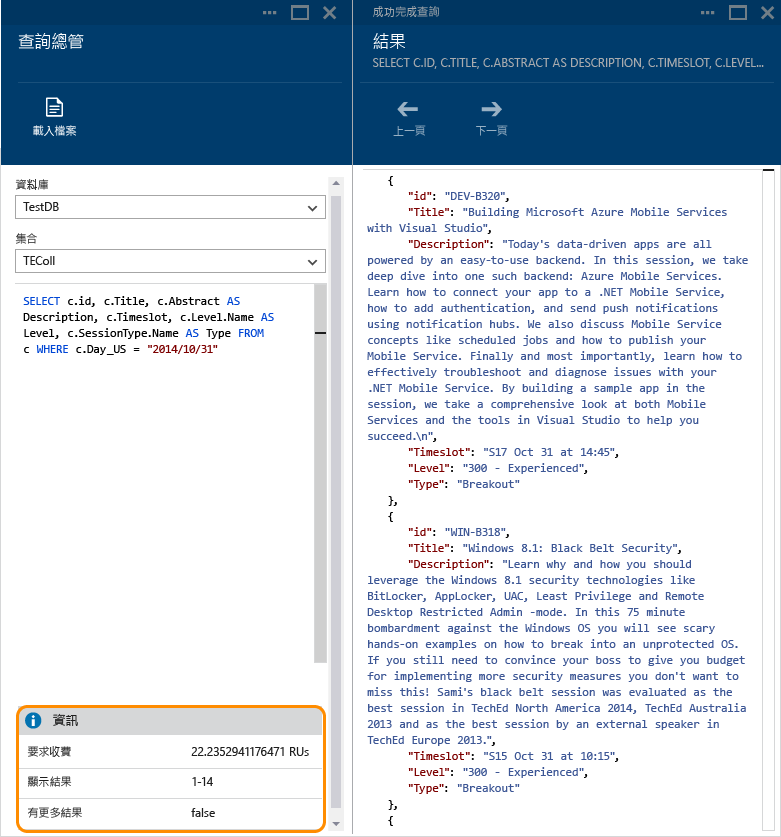 查詢總管
載入檔案
資料庫
TestDB
集合
TEColl
SELECT c.id, c.Title, c.Abstract AS
Description, c.Timeslot, c.Level.Name AS
Level, c.SessionType.Name AS Type FROM
c WHERE c.Day_US = "2014/10/31"
資訊
要求收費 22.2352941176471 RUs
顯示結果 1-14
有更多結果 false
成功完成查詢
結果
SELECT C.ID, C.TITLE, C.ABSTRACT AS DESCRIPTION, C.TIMESLOT, C.LEVEL...
上一頁 下一頁
{
"id": "DEV-B320",
"Title": "Building Microsoft Azure Mobile Services
with Visual Studio",
"Description": "Today's data-driven apps are all
powered by an easy-to-use backend. In this session, we take
deep dive into one such backend: Azure Mobile Services.
Learn how to connect your app to a .NET Mobile Service,
how to add authentication, and send push notifications
using notification hubs. We also discuss Mobile Service
concepts like scheduled jobs and how to publish your
Mobile Service. Finally and most importantly, learn how to
effectively troubleshoot and diagnose issues with your
.NET Mobile Service. By building a sample app in the
session, we take a comprehensive look at both Mobile
Services and the tools in Visual Studio to help you
succeed.\n",
"Timeslot": "S17 Oct 31 at 14:45",
"Level": "300 - Experienced",
"Type": "Breakout"
},
{
"id": "WIN-B318",
"Title": "Windows 8.1: Black Belt Security",
"Description": "Learn why and how you should
leverage the Windows 8.1 security technologies like
BitLocker, AppLocker, UAC, Least Privilege and Remote
Desktop Restricted Admin -mode. In this 75 minute
bombardment against the Windows OS you will see scary
hands-on examples on how to break into an unprotected OS.
If you still need to convince your boss to give you budget
for implementing more security measures you don't want to
miss this! Sami's black belt session was evaluated as the
best session in TechEd North America 2014, TechEd Australia
2013 and as the best session by an external speaker in
TechEd Europe 2013.",
"Timeslot": "S15 Oct 31 at 10:15",
"Level": "300 - Experienced",
"Type": "Breakout"
},
{